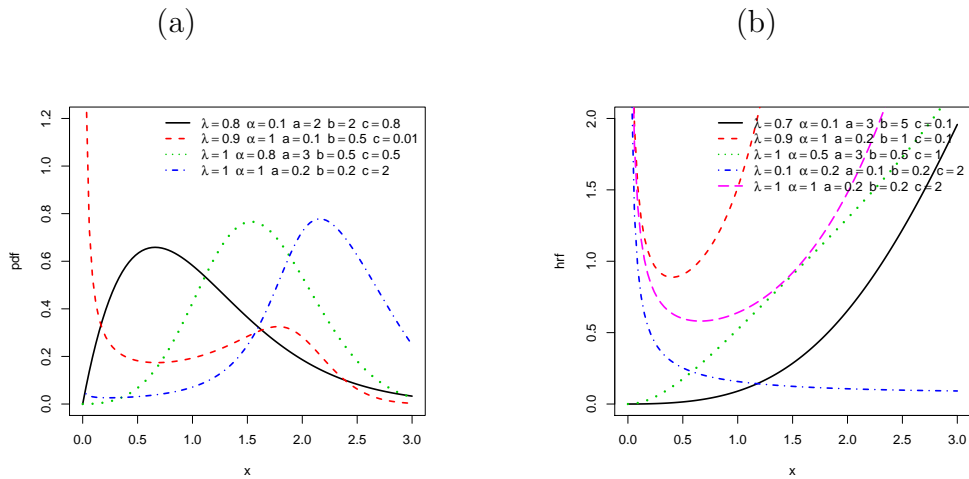 (a)
λ = 0.8 α = 0.1 a = 2 b = 2 c = 0.8
λ = 0.9 α = 1 a = 0.1 b = 0.5 c = 0.01
λ = 1 α = 0.8 a = 3 b = 0.5 c = 0.5
λ = 1 α = 1 a = 0.2 b = 0.2 c = 2
pdf
1.2
1.0
0.8
0.6
0.4
0.2
0.0
0.0 0.5 1.0 1.5 2.0 2.5 3.0
x
(b)
λ = 0.7 α = 0.1 a = 3 b = 5 c = 0.1
λ = 0.9 α = 1 a = 0.2 b = 1 c = 0.1
λ = 1 α = 0.5 a = 3 b = 0.5 c = 1
λ = 0.1 α = 0.2 a = 0.1 b = 0.2 c = 2
λ = 1 α = 1 a = 0.2 b = 0.2 c = 2
hrf
2.0
1.5
1.0
0.5
0.0
0.0 0.5 1.0 1.5 2.0 2.5 3.0
x